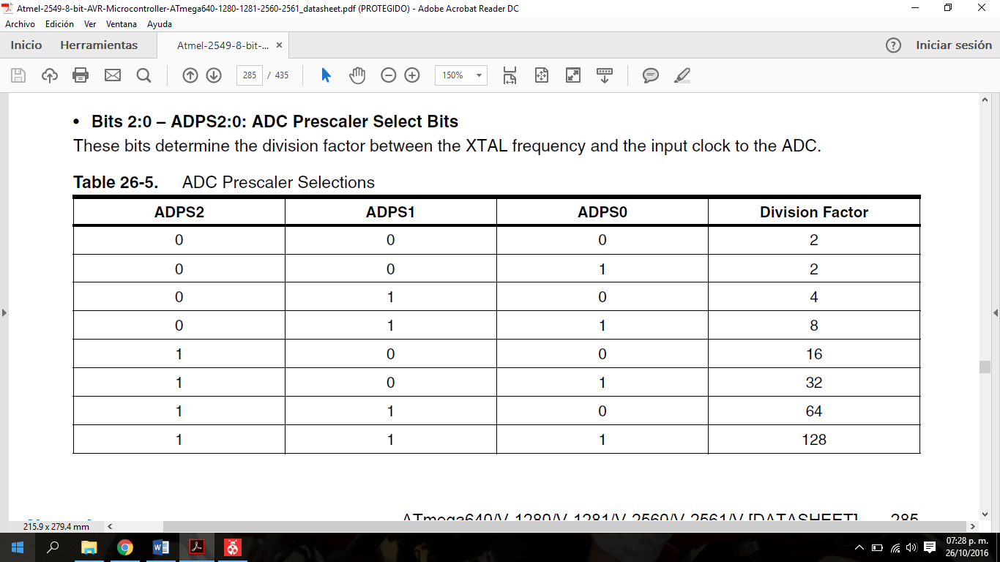 Atmel-2549-8-bit-AVR-Microcontroller-ATmega640-1280-1281-2560-2561_datasheet.pdf (PROTEGIDO) - Adobe Acrobat Reader DC
Archivo Edición Ver Ventana Ayuda
Inicio Herramientas Atmel-2549-8-bit-... × ? Iniciar sesión
285 / 435 150%
• Bits 2:0 – ADPS2:0: ADC Prescaler Select Bits
These bits determine the division factor between the XTAL frequency and the input clock to the ADC.
Table 26-5. ADC Prescaler Selections
ADPS2 ADPS1 ADPS0 Division Factor
0 0 0 2
0 0 1 2
0 1 0 4
0 1 1 8
1 0 0 16
1 0 1 32
1 1 0 64
1 1 1 128
ATmega640/V-1280/V-1281/V-2560/V-2561/V [DATASHEET] 285
215.9 x 279.4 mm
07:28 p. m.
26/10/2016